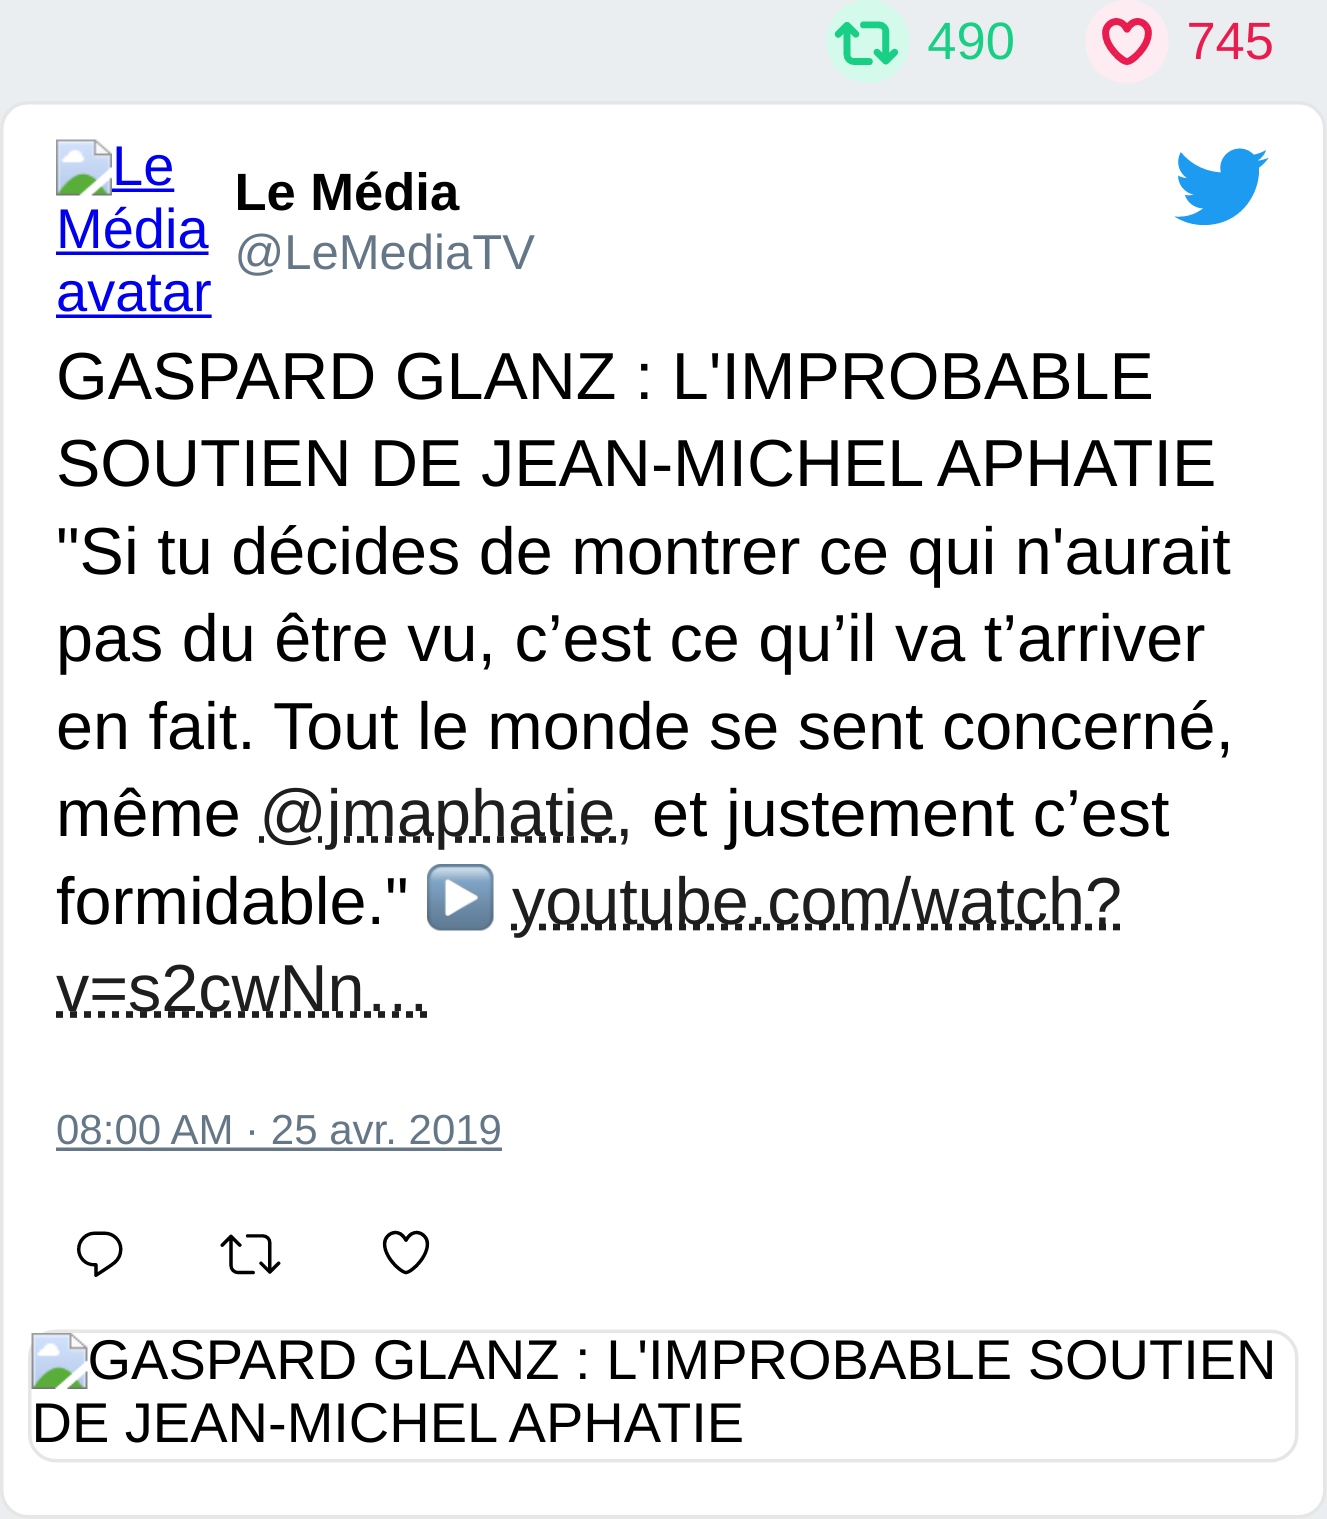 490 745
Le
Média
avatar
Le Média
@LeMediaTV
GASPARD GLANZ : L'IMPROBABLE
SOUTIEN DE JEAN-MICHEL APHATIE
"Si tu décides de montrer ce qui n'aurait
pas du être vu, c’est ce qu’il va t’arriver
en fait. Tout le monde se sent concerné,
même @jmaphatie, et justement c’est
formidable." ▶️ youtube.com/watch?
v=s2cwNn…
08:00 AM · 25 avr. 2019
GASPARD GLANZ : L'IMPROBABLE SOUTIEN
DE JEAN-MICHEL APHATIE